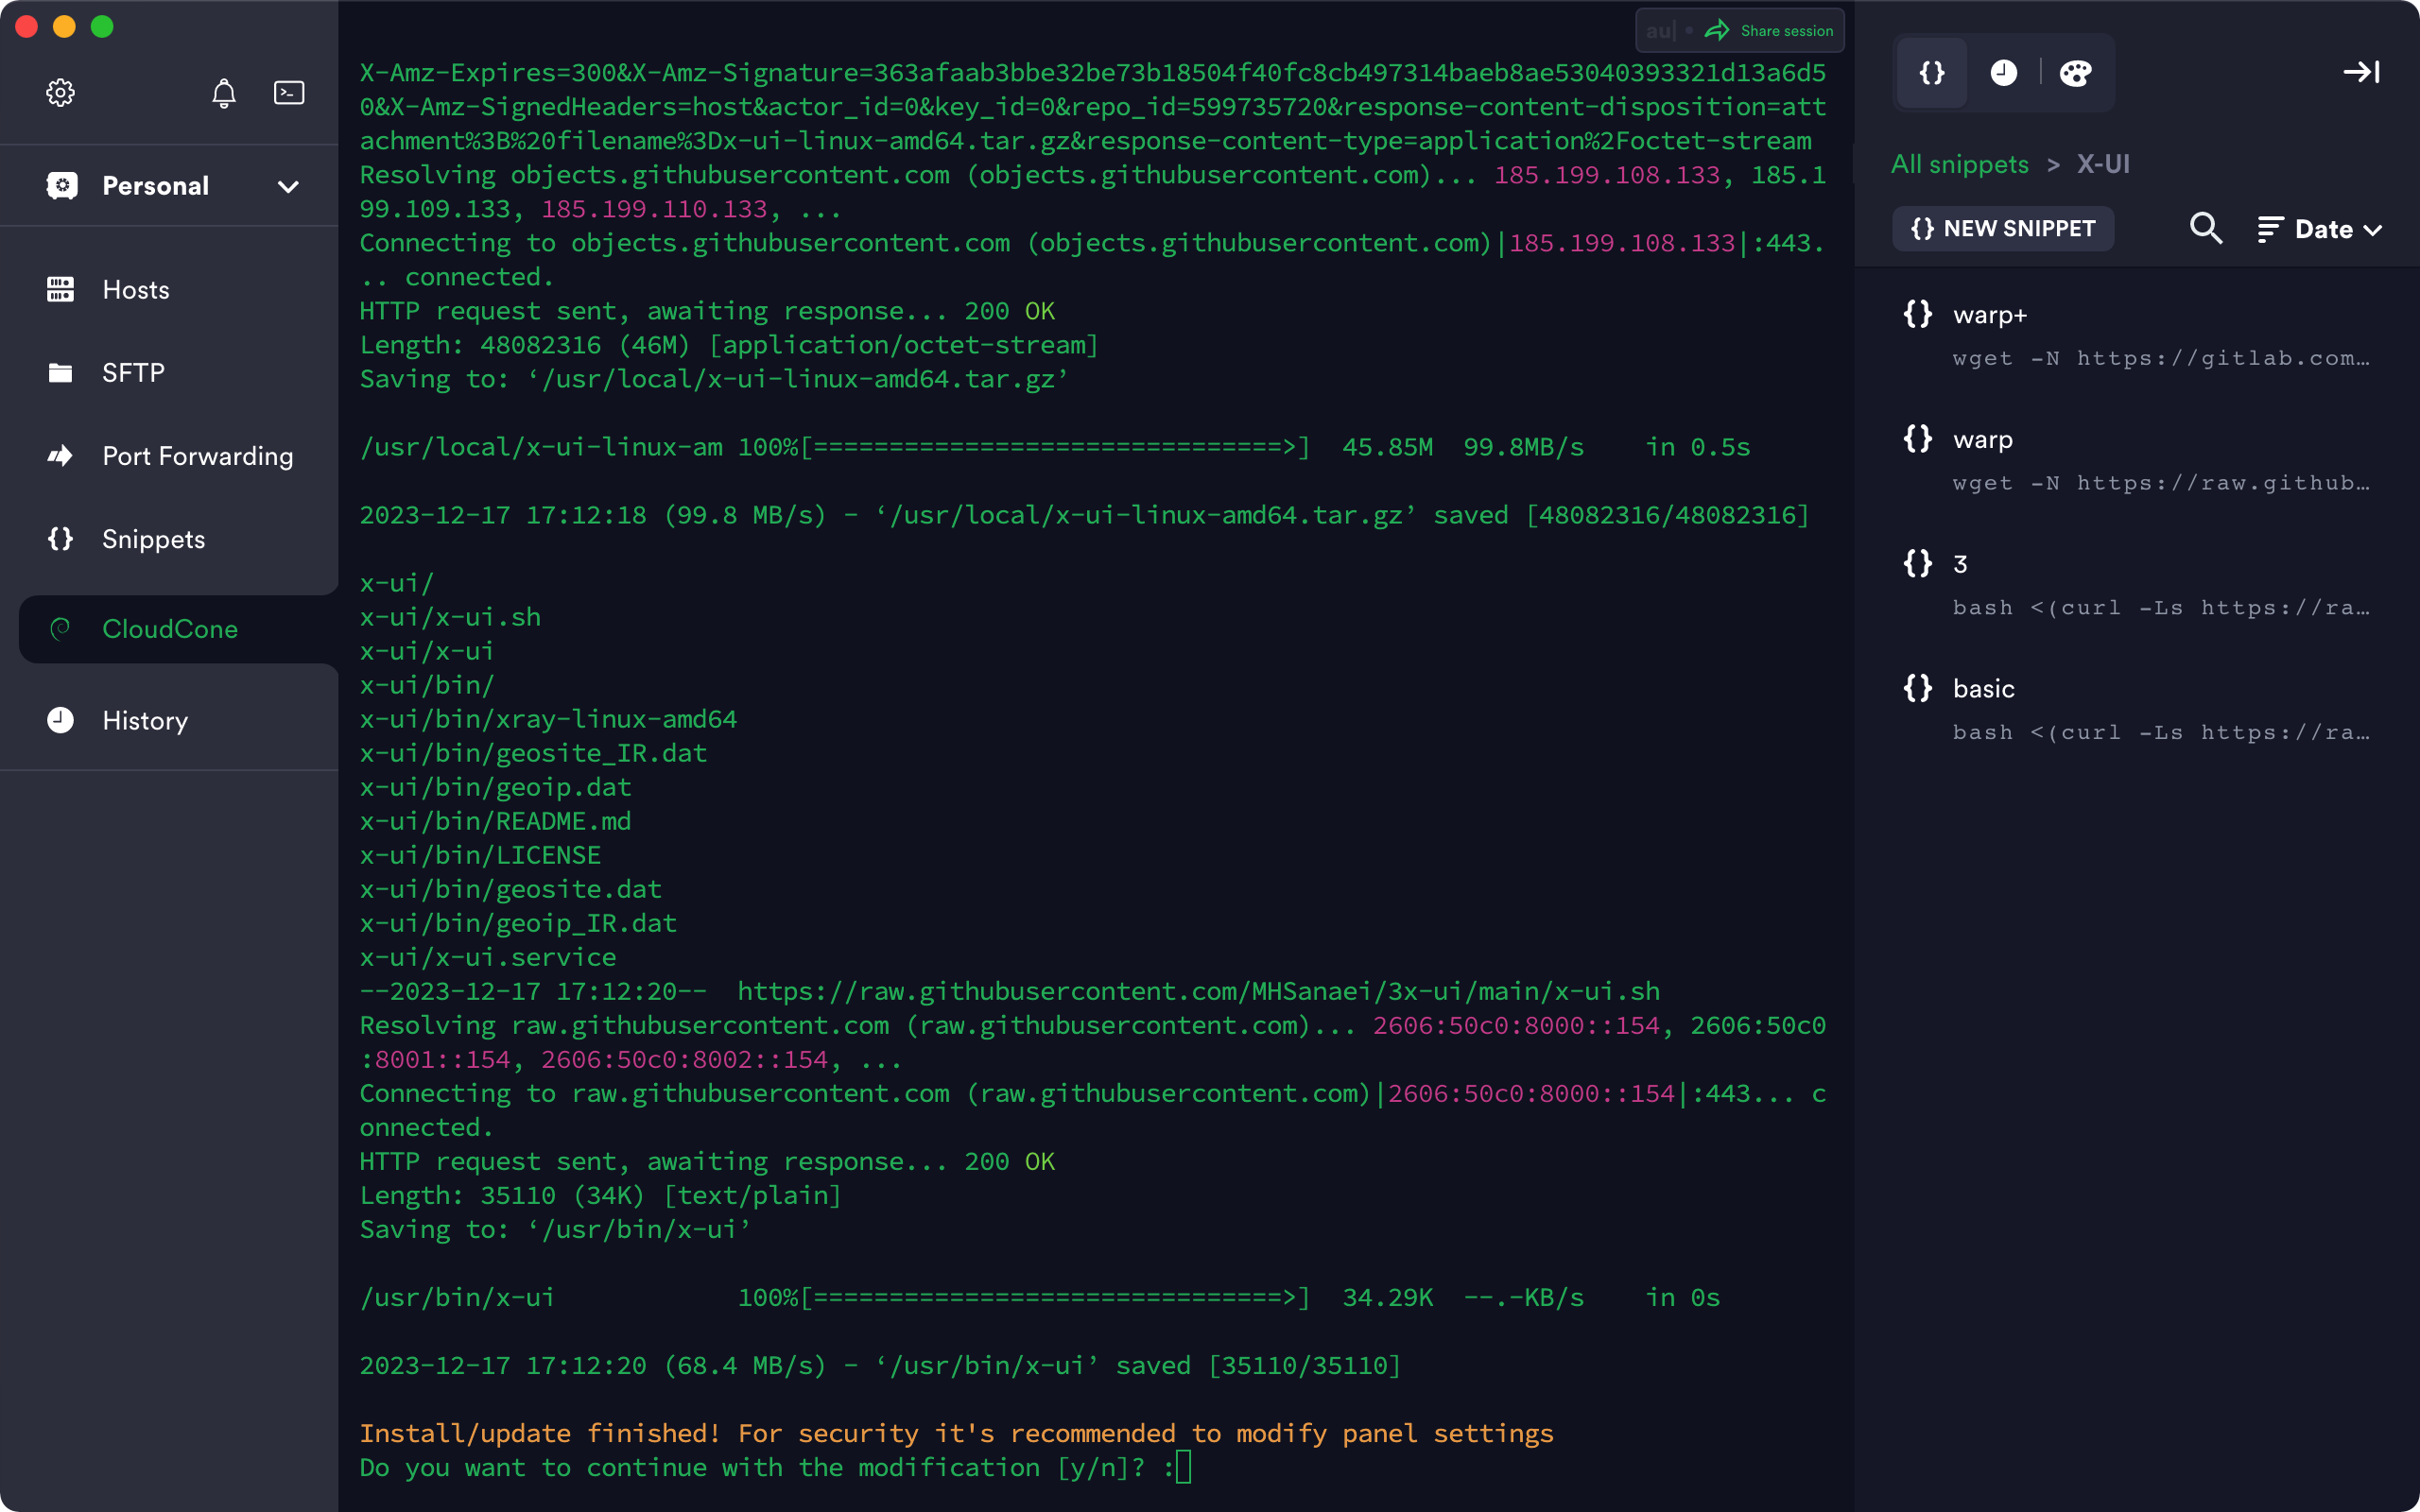 Personal
Hosts
SFTP
Port Forwarding
Snippets
CloudCone
History
Share session
X-Amz-Expires=300&X-Amz-Signature=363afaab3bbe32be73b18504f40fc8cb497314baeb8ae53040393321d13a6d5
0&X-Amz-SignedHeaders=host&actor_id=0&key_id=0&repo_id=599735720&response-content-disposition=att
achment%3B%20filename%3Dx-ui-linux-amd64.tar.gz&response-content-type=application%2Foctet-stream
Resolving objects.githubusercontent.com (objects.githubusercontent.com)... 185.199.108.133, 185.1
99.109.133, 185.199.110.133, ...
Connecting to objects.githubusercontent.com (objects.githubusercontent.com)|185.199.108.133|:443.
.. connected.
HTTP request sent, awaiting response... 200 OK
Length: 48082316 (46M) [application/octet-stream]
Saving to: ‘/usr/local/x-ui-linux-amd64.tar.gz’
/usr/local/x-ui-linux-am 100%[===============================>]  45.85M  99.8MB/s    in 0.5s
2023-12-17 17:12:18 (99.8 MB/s) - ‘/usr/local/x-ui-linux-amd64.tar.gz’ saved [48082316/48082316]
x-ui/
x-ui/x-ui.sh
x-ui/x-ui
x-ui/bin/
x-ui/bin/xray-linux-amd64
x-ui/bin/geosite_IR.dat
x-ui/bin/geoip.dat
x-ui/bin/README.md
x-ui/bin/LICENSE
x-ui/bin/geosite.dat
x-ui/bin/geoip_IR.dat
x-ui/x-ui.service
--2023-12-17 17:12:20--  https://raw.githubusercontent.com/MHSanaei/3x-ui/main/x-ui.sh
Resolving raw.githubusercontent.com (raw.githubusercontent.com)... 2606:50c0:8000::154, 2606:50c0
:8001::154, 2606:50c0:8002::154, ...
Connecting to raw.githubusercontent.com (raw.githubusercontent.com)|2606:50c0:8000::154|:443... c
onnected.
HTTP request sent, awaiting response... 200 OK
Length: 35110 (34K) [text/plain]
Saving to: ‘/usr/bin/x-ui’
/usr/bin/x-ui            100%[===============================>]  34.29K  --.-KB/s    in 0s
2023-12-17 17:12:20 (68.4 MB/s) - ‘/usr/bin/x-ui’ saved [35110/35110]
Install/update finished! For security it's recommended to modify panel settings
Do you want to continue with the modification [y/n]? :
All snippets > X-UI
{} NEW SNIPPET
Date
{} warp+
wget -N https://gitlab.com…
{} warp
wget -N https://raw.github…
{} 3
bash <(curl -Ls https://ra…
{} basic
bash <(curl -Ls https://ra…